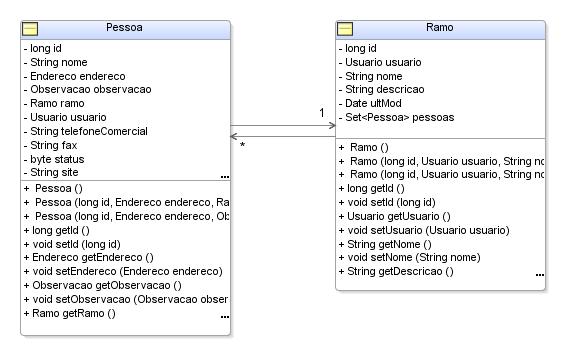 Pessoa
- long id
- String nome
- Endereco endereco
- Observacao observacao
- Ramo ramo
- Usuario usuario
- String telefoneComercial
- String fax
- byte status
- String site
...
+ Pessoa ()
+ Pessoa (long id, Endereco endereco, Ra
+ Pessoa (long id, Endereco endereco, Ob
+ long getId ()
+ void setId (long id)
+ Endereco getEndereco ()
+ void setEndereco (Endereco endereco)
+ Observacao getObservacao ()
+ void setObservacao (Observacao obser
+ Ramo getRamo ()
...
1
*
Ramo
- long id
- Usuario usuario
- String nome
- String descricao
- Date ultMod
- Set<Pessoa> pessoas
+ Ramo ()
+ Ramo (long id, Usuario usuario, String no
+ Ramo (long id, Usuario usuario, String no
+ long getId ()
+ void setId (long id)
+ Usuario getUsuario ()
+ void setUsuario (Usuario usuario)
+ String getNome ()
+ void setNome (String nome)
+ String getDescricao ()
...